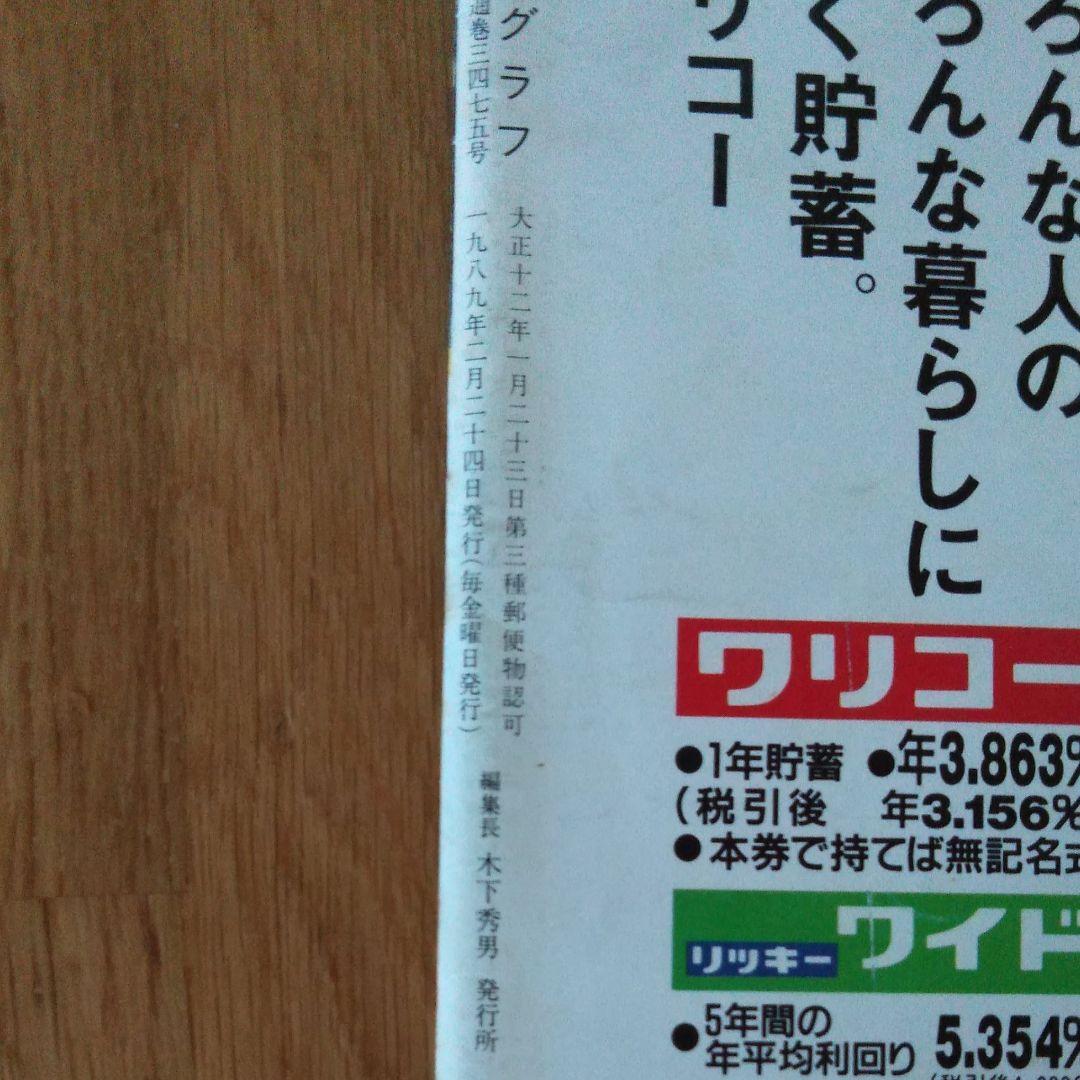 ろんな人の
ろんな暮らしに
く貯蓄。
リコー
グラフ
大正十二年一月二十三日第三種郵便物認可
通巻三四七五号
一九八九年二月二十四日発行(毎金曜日発行)
編集長 木下秀男 発行所
ワリコー
●1年貯蓄 ●年3.863%
(税引後 年3.156%
●本券で持てば無記名式
リッキー ワイド
●5年間の
年平均利回り 5.354%